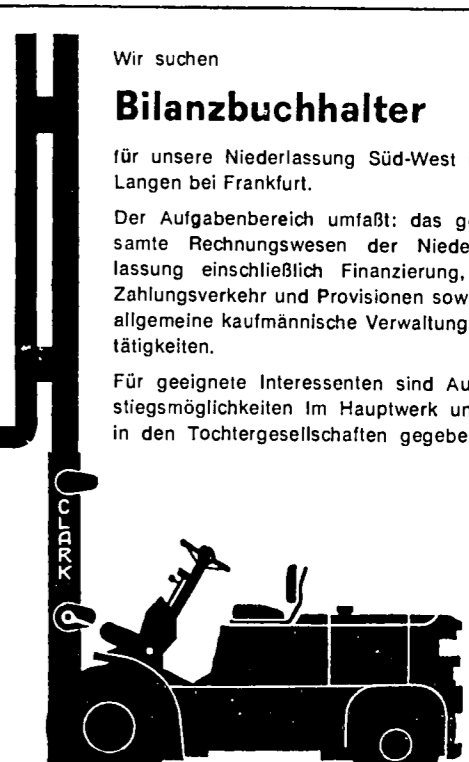 Wir suchen
Bilanzbuchhalter
für unsere Niederlassung Süd-West
Langen bei Frankfurt.
Der Aufgabenbereich umfaßt: das ge
samte Rechnungswesen der Nieder
lassung einschließlich Finanzierung,
Zahlungsverkehr und Provisionen sow
allgemeine kaufmännische Verwaltung
tätigkeiten.
Für geeignete Interessenten sind Au
stiegsmöglichkeiten im Hauptwerk un
in den Tochtergesellschaften gegebe
CLARK